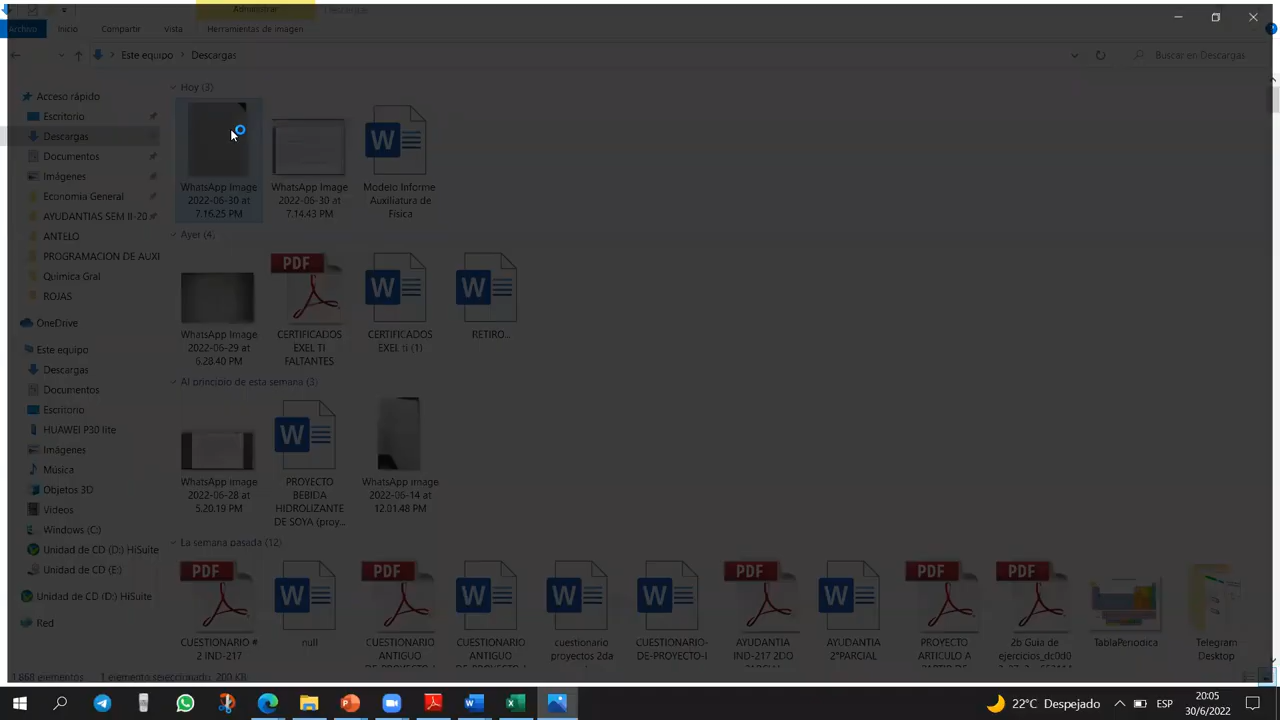 Administrar
Descargas
Archivo
Inicio
Compartir
Vista
Herramientas de imagen
Este equipo > Descargas
Buscar en Descargas
Acceso rápido
Escritorio
Descargas
Documentos
Imágenes
Economia General
AYUDANTIAS SEM II-20
ANTELO
PROGRAMACION DE AUXI
Quimica Gral
ROJAS
OneDrive
Este equipo
Descargas
Documentos
Escritorio
HUAWEI P30 lite
Imágenes
Música
Objetos 3D
Videos
Windows (C:)
Unidad de CD (D:) HiSuite
Unidad de CD (E:)
Unidad de CD (D:) HiSuite
Red
Hoy (3)
WhatsApp Image
2022-06-30 at
7.16.25 PM
WhatsApp Image
2022-06-30 at
7.14.43 PM
Modelo Informe
Auxiliatura de
Fisica
Ayer (4)
WhatsApp Image
2022-06-29 at
6.28.40 PM
PDF
CERTIFICADOS
EXEL TI
FALTANTES
W
CERTIFICADOS
EXEL ti (1)
W
RETIRO...
Al principio de esta semana (3)
WhatsApp Image
2022-06-28 at
5.20.19 PM
W
PROYECTO
BEBIDA
HIDROLIZANTE
DE SOYA (proy...
WhatsApp Image
2022-06-14 at
12.01.48 PM
La semana pasada (12)
PDF
CUESTIONARIO #
2 IND-217
W
null
PDF
CUESTIONARIO
ANTIGUO
W
CUESTIONARIO
ANTIGUO
W
cuestionario
proyectos 2da
W
CUESTIONARIO-
DE-PROYECTO-I
PDF
AYUDANTIA
IND-217 2DO
PARCIAL
W
AYUDANTIA
2°PARCIAL
PDF
PROYECTO
ARTICULO A
PDF
2b Guia de
ejercicios_dc0d0
TablaPeriodica
Telegram
Desktop
868 elementos
1 elemento seleccionado 200 KB
22°C Despejado
ESP
20:05
30/6/2022